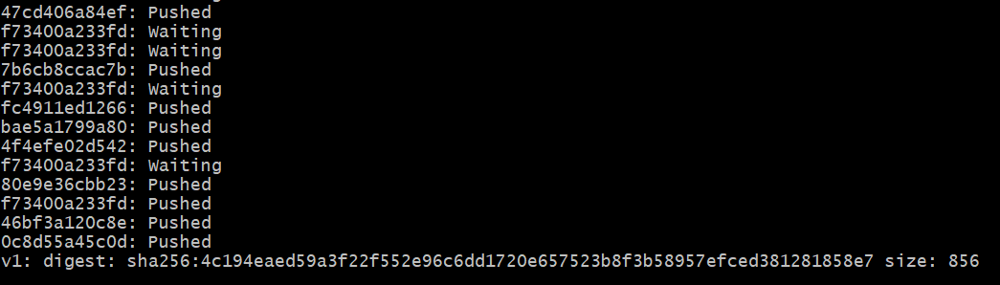 47cd406a84ef: Pushed
f73400a233fd: Waiting
f73400a233fd: Waiting
7b6cb8ccac7b: Pushed
f73400a233fd: Waiting
fc4911ed1266: Pushed
bae5a1799a80: Pushed
4f4efe02d542: Pushed
f73400a233fd: Waiting
80e9e36cbb23: Pushed
f73400a233fd: Pushed
46bf3a120c8e: Pushed
0c8d55a45c0d: Pushed
v1: digest: sha256:4c194eaed59a3f22f552e96c6dd1720e657523b8f3b58957efced381281858e7 size: 856